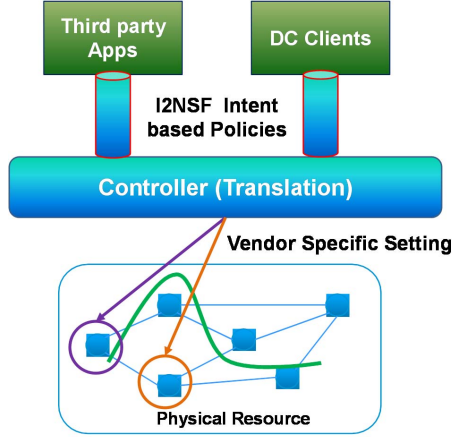 Third party
Apps
DC Clients
I2NSF Intent
based Policies
Controller (Translation)
Vendor Specific Setting
Physical Resource